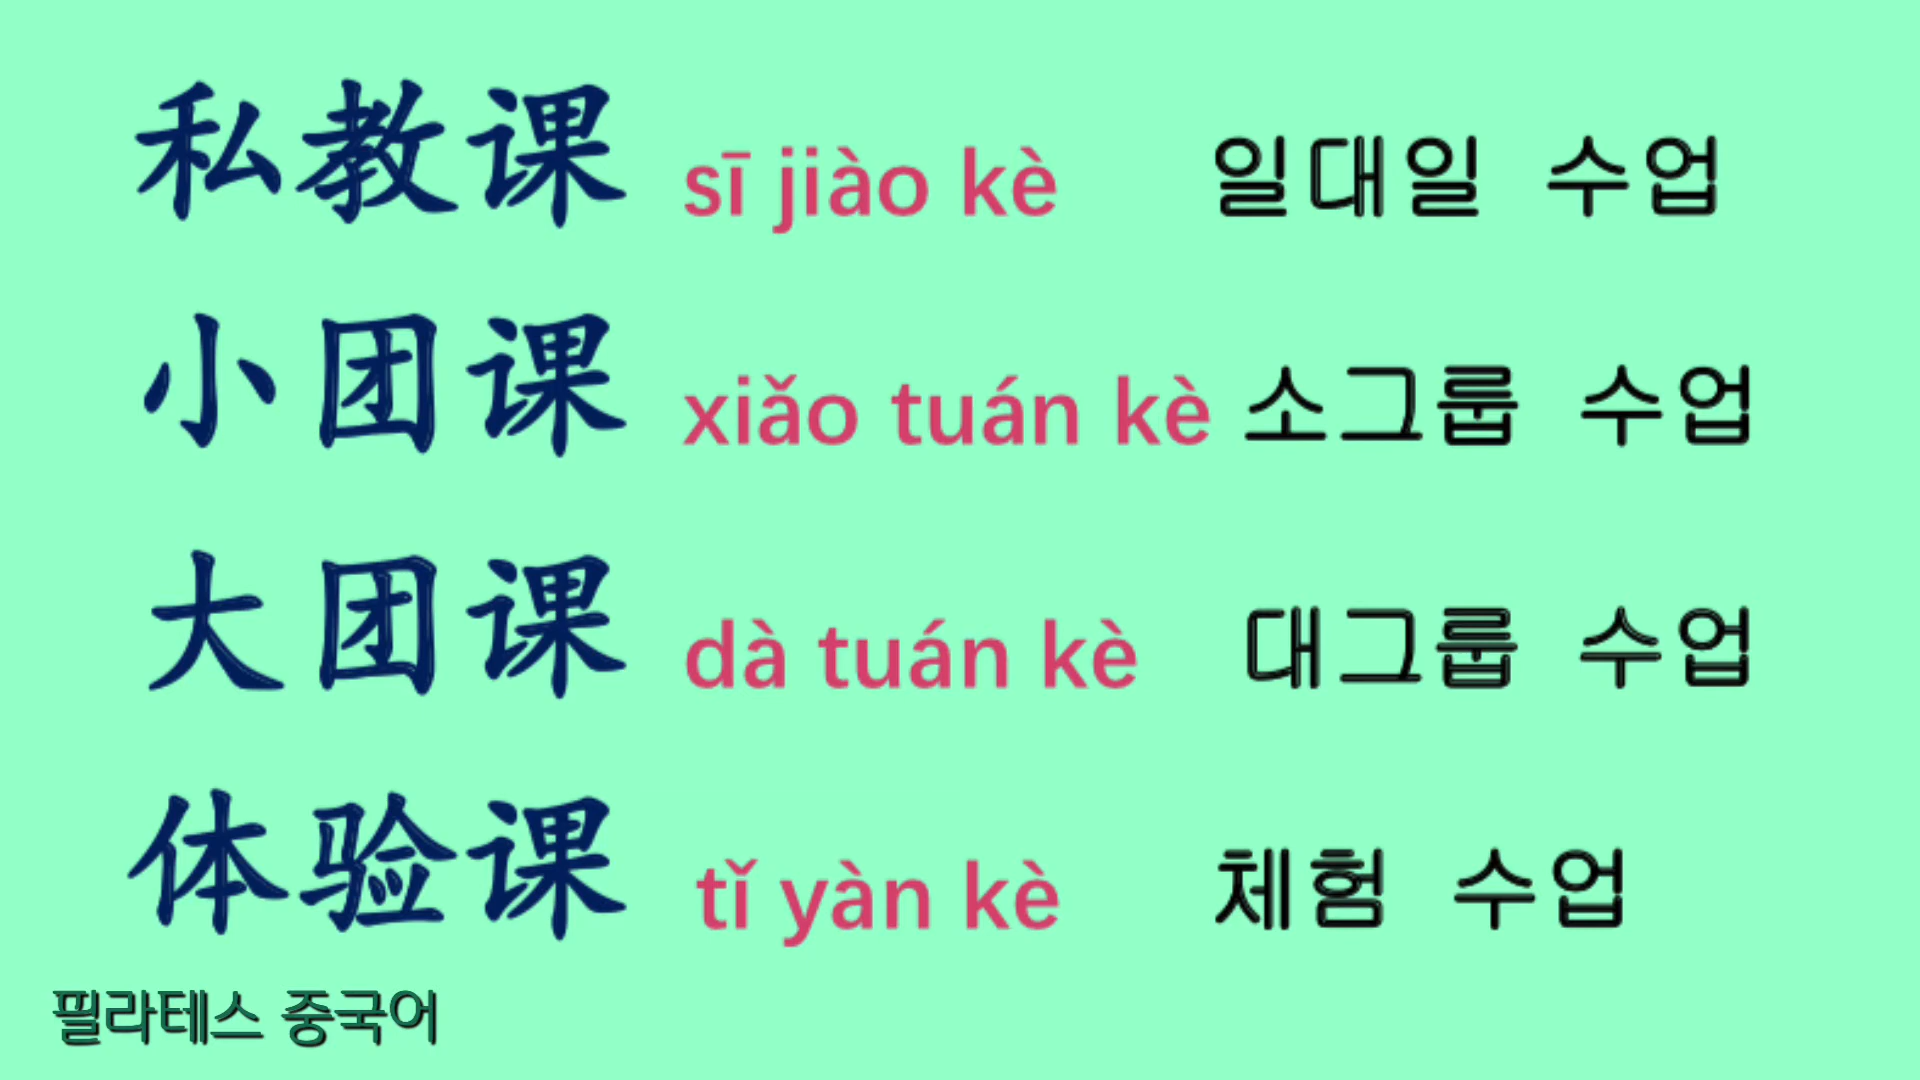 私教课 sī jiào kè 일대일 수업
小团课 xiǎo tuán kè 소그룹 수업
大团课 dà tuán kè 대그룹 수업
体验课 tǐ yàn kè 체험 수업
필라테스 중국어